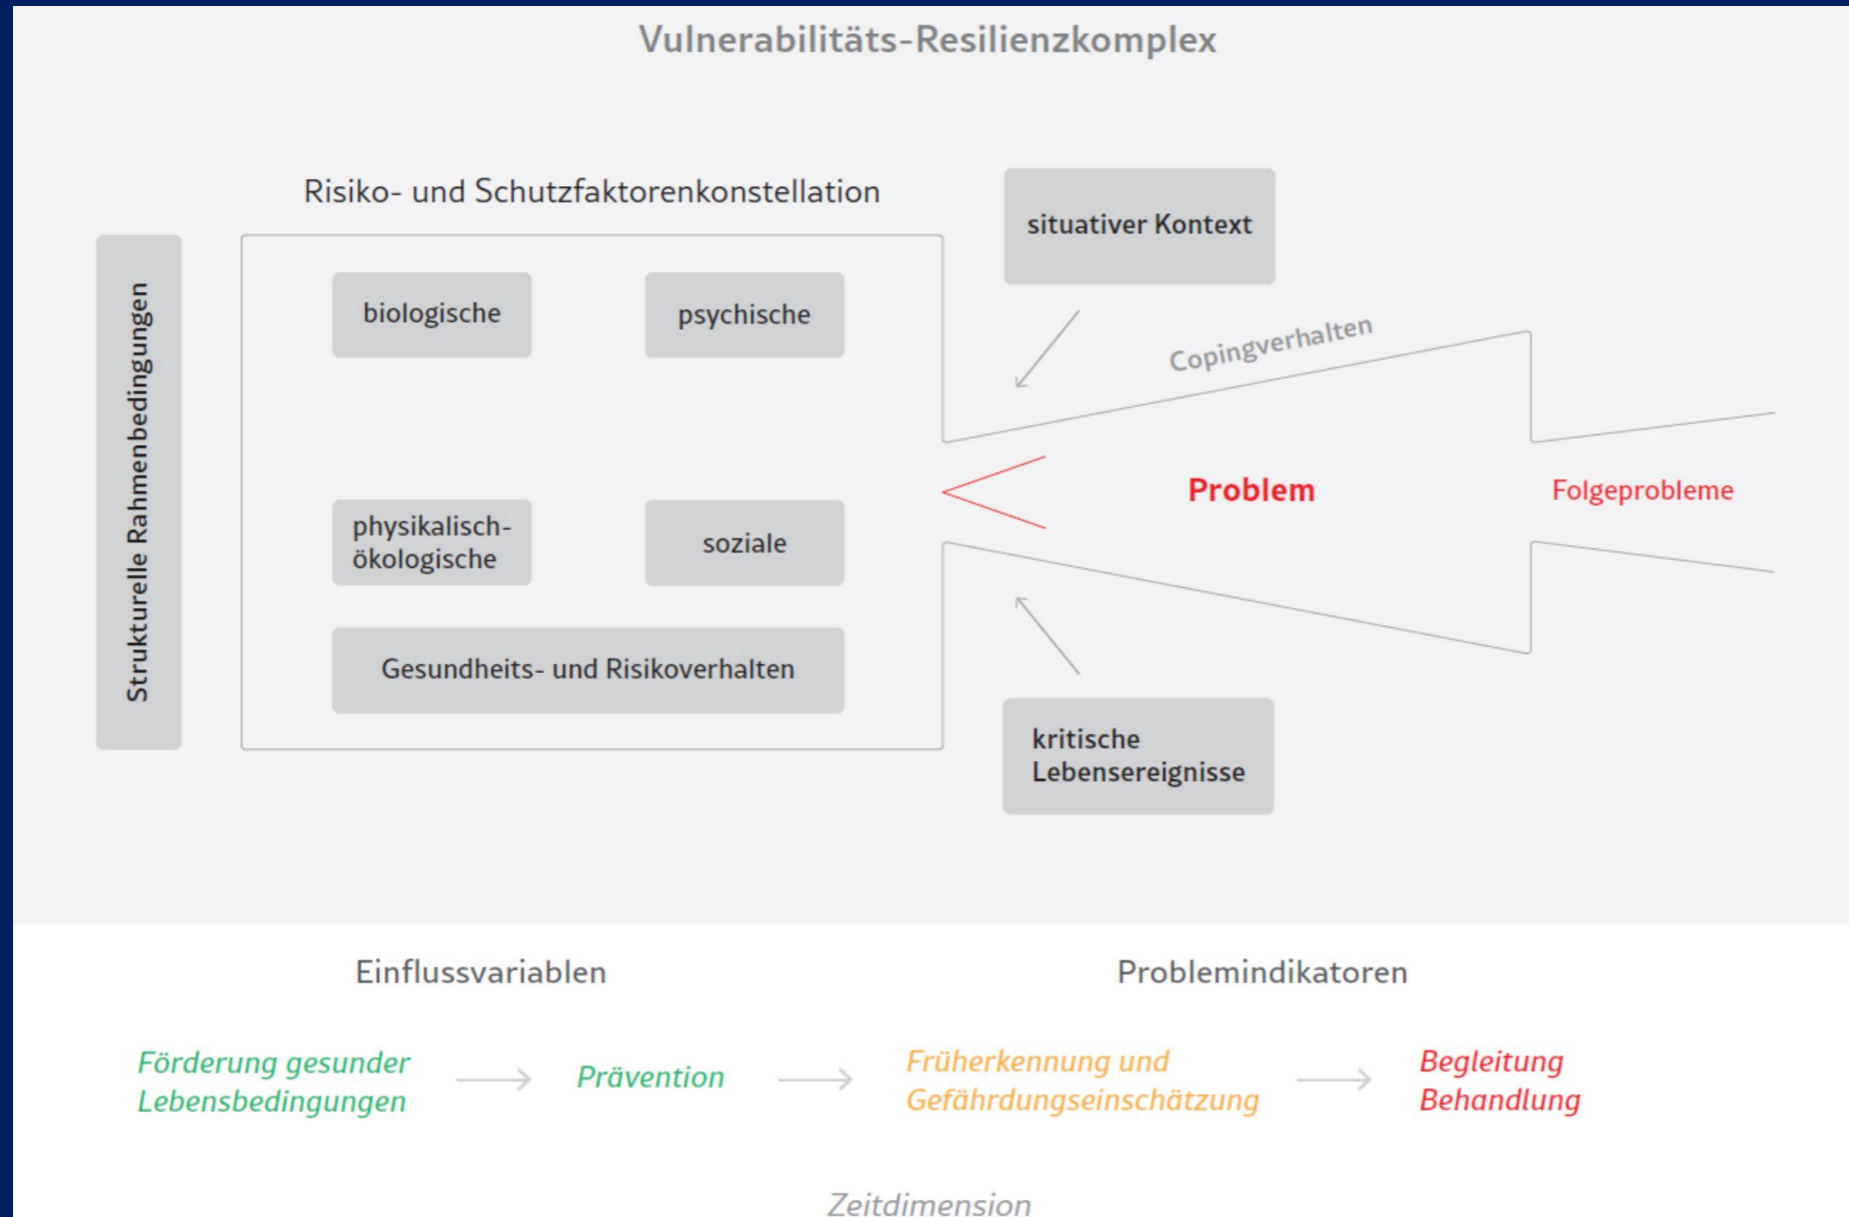 Vulnerabilitäts-Resilienzkomplex
Risiko- und Schutzfaktorenkonstellation
situativer Kontext
Strukturelle Rahmenbedingungen
biologische
psychische
Copingverhalten
physikalisch-
ökologische
soziale
Problem
Folgeprobleme
Gesundheits- und Risikoverhalten
kritische
Lebensereignisse
Einflussvariablen
Problemindikatoren
Förderung gesunder
Lebensbedingungen
Prävention
Früherkennung und
Gefährdungseinschätzung
Begleitung
Behandlung
Zeitdimension